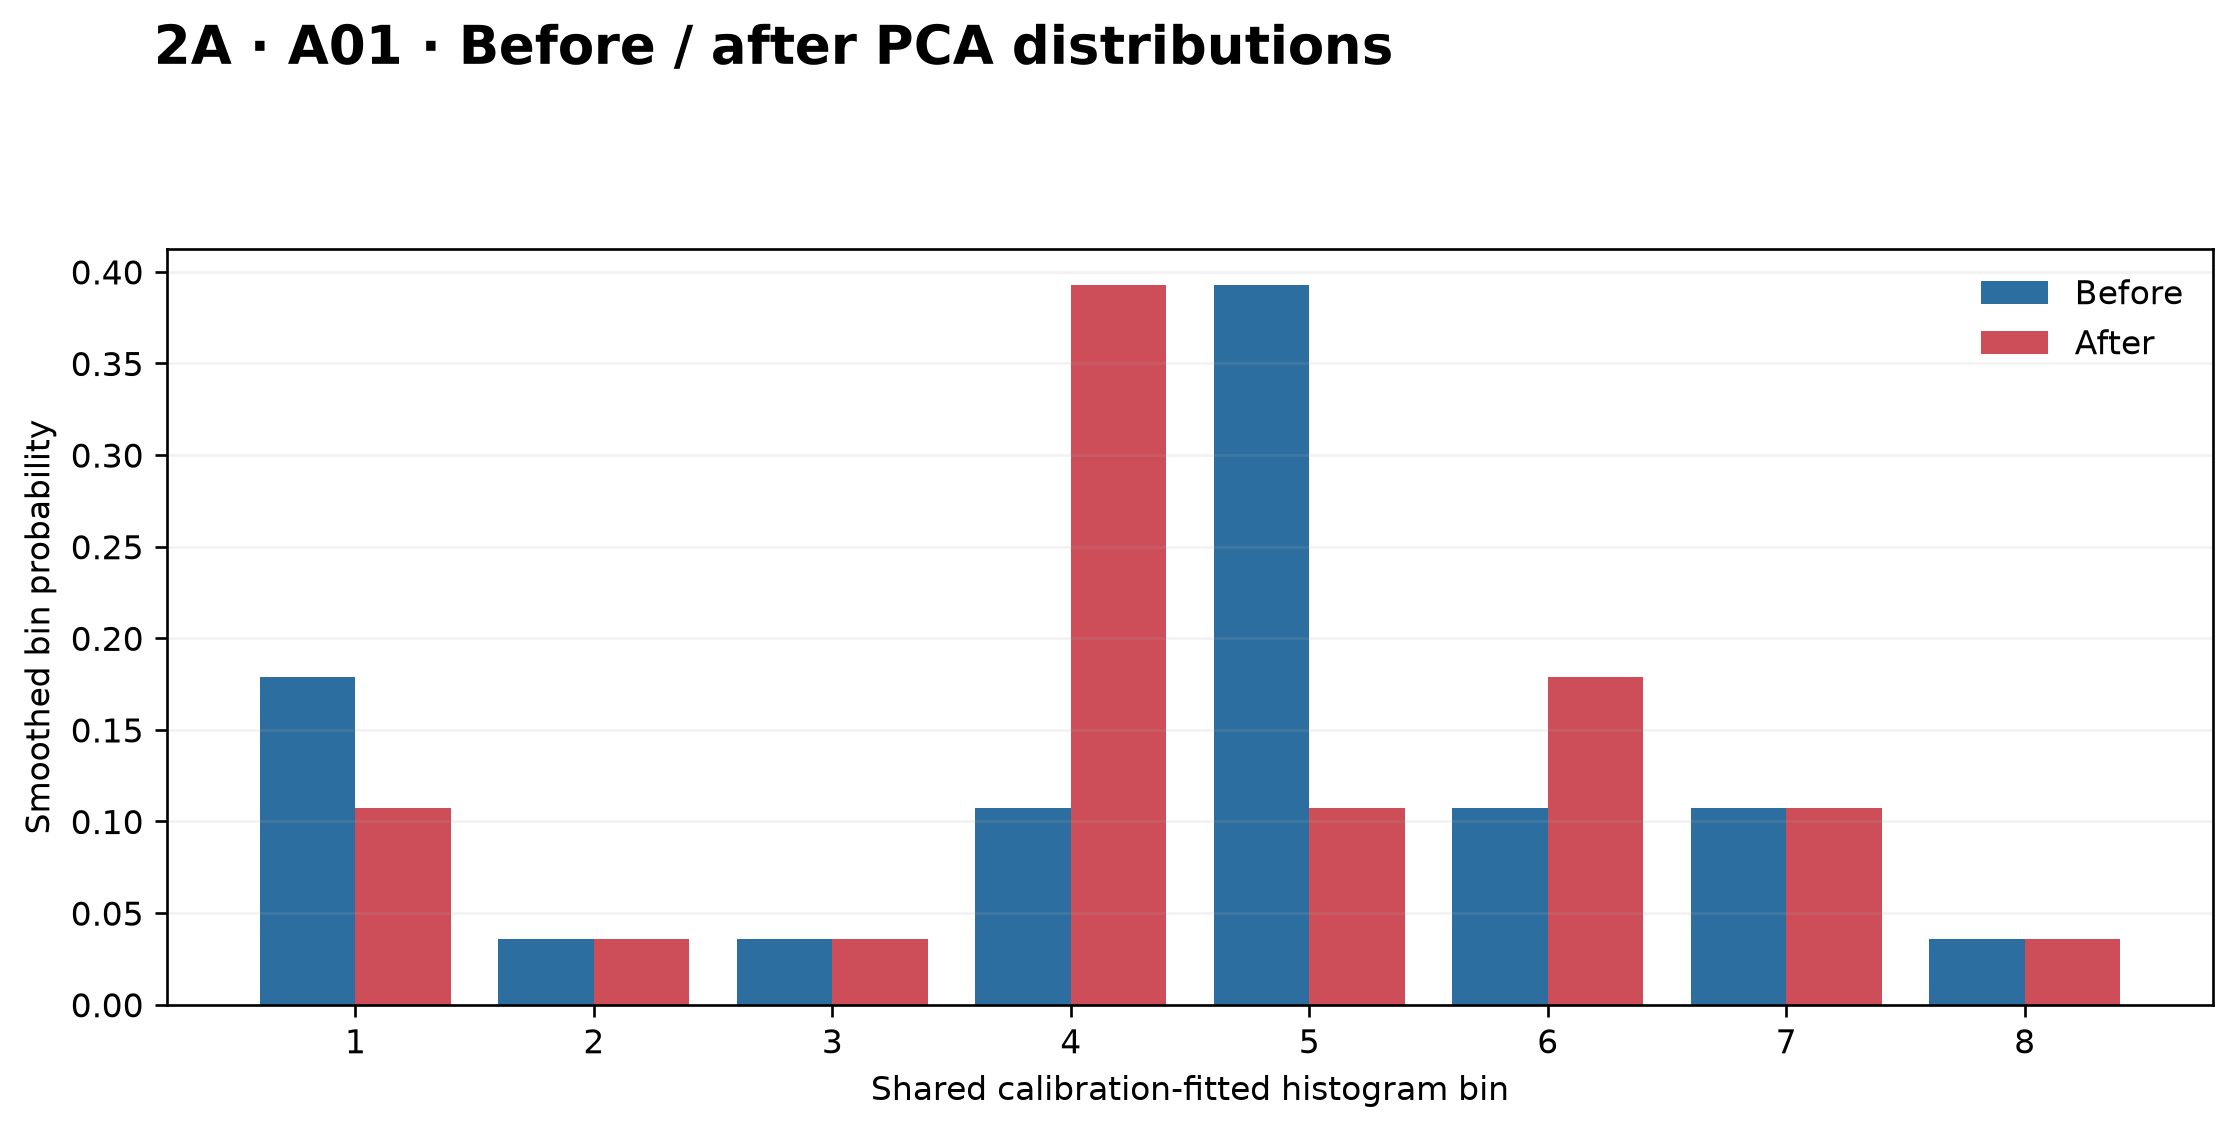 2A · A01 · Before / after PCA distributions
0.40
0.35
0.30
0.25
0.20
0.15
0.10
0.05
0.00
Smoothed bin probability
Before
After
1 2 3 4 5 6 7 8
Shared calibration-fitted histogram bin